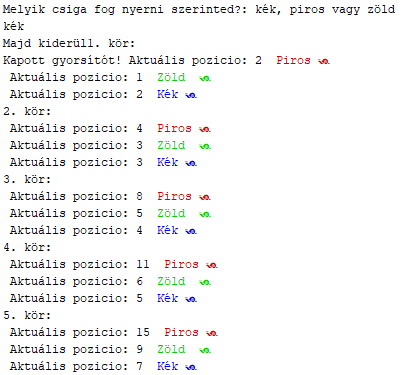 Melyik csiga fog nyerni szerinted?: kék, piros vagy zöld
kék
Majd kiderüll. kör:
Kapott gyorsítót! Aktuális pozicio: 2 Piros
Aktuális pozicio: 1 Zöld
Aktuális pozicio: 2 Kék
2. kör:
Aktuális pozicio: 4 Piros
Aktuális pozicio: 3 Zöld
Aktuális pozicio: 3 Kék
3. kör:
Aktuális pozicio: 8 Piros
Aktuális pozicio: 5 Zöld
Aktuális pozicio: 4 Kék
4. kör:
Aktuális pozicio: 11 Piros
Aktuális pozicio: 6 Zöld
Aktuális pozicio: 5 Kék
5. kör:
Aktuális pozicio: 15 Piros
Aktuális pozicio: 9 Zöld
Aktuális pozicio: 7 Kék